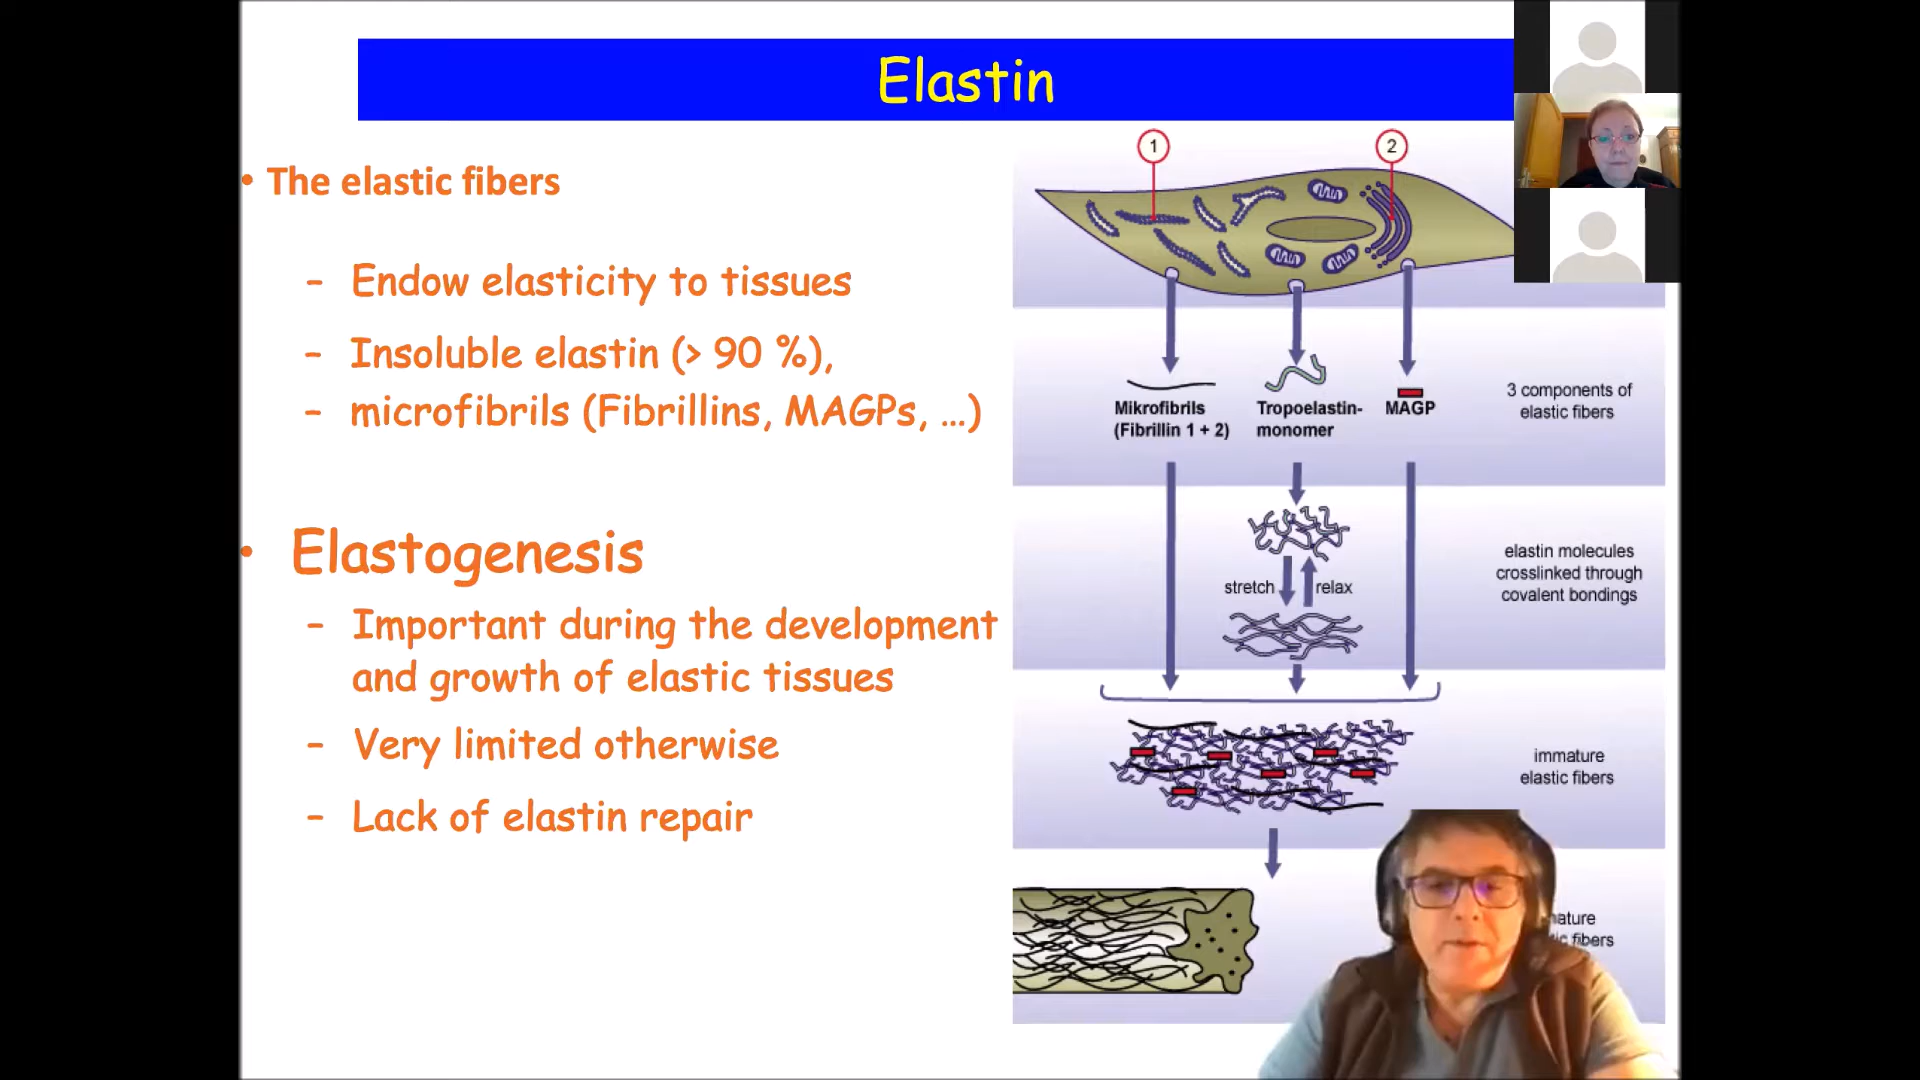 Elastin
• The elastic fibers
– Endow elasticity to tissues
– Insoluble elastin (> 90 %),
– microfibrils (Fibrillins, MAGPs, ...)
• Elastogenesis
– Important during the development
and growth of elastic tissues
– Very limited otherwise
– Lack of elastin repair
1
2
Mikrofibrils
(Fibrillin 1 + 2)
Tropoelastin-
monomer
MAGP
3 components of
elastic fibers
stretch
relax
elastin molecules
crosslinked through
covalent bondings
immature
elastic fibers
fibers